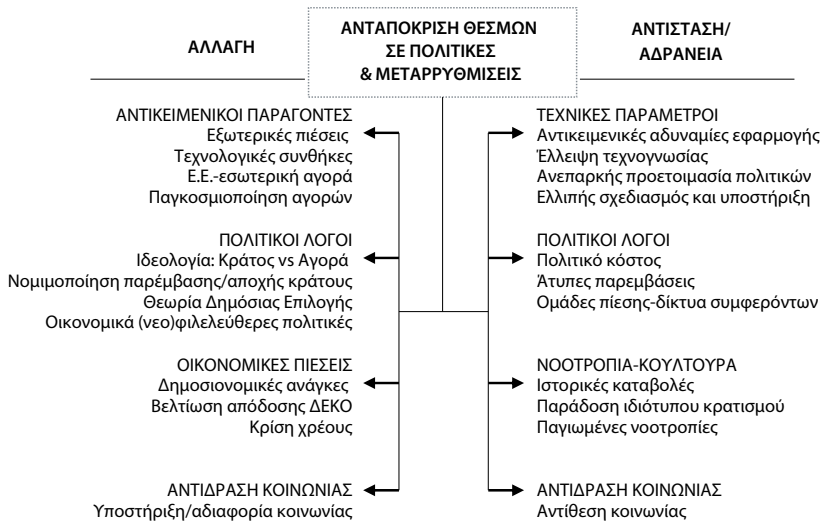 ΑΝΤΑΠΟΚΡΙΣΗ ΘΕΣΜΩΝ
ΣΕ ΠΟΛΙΤΙΚΕΣ
& ΜΕΤΑΡΡΥΘΜΙΣΕΙΣ
ΑΛΛΑΓΗ
ΑΝΤΙΚΕΙΜΕΝΙΚΟΙ ΠΑΡΑΓΟΝΤΕΣ
Εξωτερικές πιέσεις
Τεχνολογικές συνθήκες
Ε.Ε.-εσωτερική αγορά
Παγκοσμιοποίηση αγορών
ΠΟΛΙΤΙΚΟΙ ΛΟΓΟΙ
Ιδεολογία: Κράτος vs Αγορά
Νομιμοποίηση παρέμβασης/αποχής κράτους
Θεωρία Δημόσιας Επιλογής
Οικονομικά (νεο)φιλελεύθερες πολιτικές
ΟΙΚΟΝΟΜΙΚΕΣ ΠΙΕΣΕΙΣ
Δημοσιονομικές ανάγκες
Βελτίωση απόδοσης ΔΕΚΟ
Κρίση χρέους
ΑΝΤΙΔΡΑΣΗ ΚΟΙΝΩΝΙΑΣ
Υποστήριξη/αδιαφορία κοινωνίας
ΑΝΤΙΣΤΑΣΗ/
ΑΔΡΑΝΕΙΑ
ΤΕΧΝΙΚΕΣ ΠΑΡΑΜΕΤΡΟΙ
Αντικειμενικές αδυναμίες εφαρμογής
Έλλειψη τεχνογνωσίας
Ανεπαρκής προετοιμασία πολιτικών
Ελλιπής σχεδιασμός και υποστήριξη
ΠΟΛΙΤΙΚΟΙ ΛΟΓΟΙ
Πολιτικό κόστος
Άτυπες παρεμβάσεις
Ομάδες πίεσης-δίκτυα συμφερόντων
ΝΟΟΤΡΟΠΙΑ-ΚΟΥΛΤΟΥΡΑ
Ιστορικές καταβολές
Παράδοση ιδιότυπου κρατισμού
Παγιωμένες νοοτροπίες
ΑΝΤΙΔΡΑΣΗ ΚΟΙΝΩΝΙΑΣ
Αντίθεση κοινωνίας